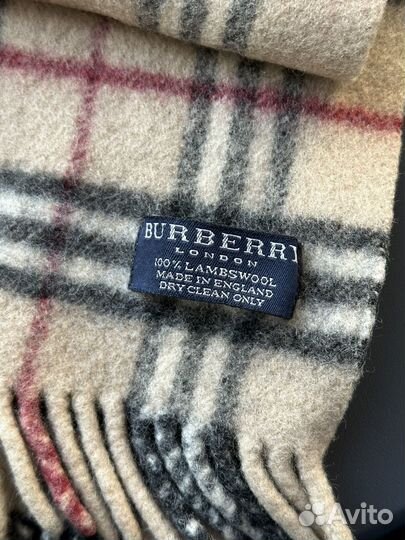 BURBERRY
LONDON
100% LAMBSWOOL
MADE IN ENGLAND
DRY CLEAN ONLY
Avito